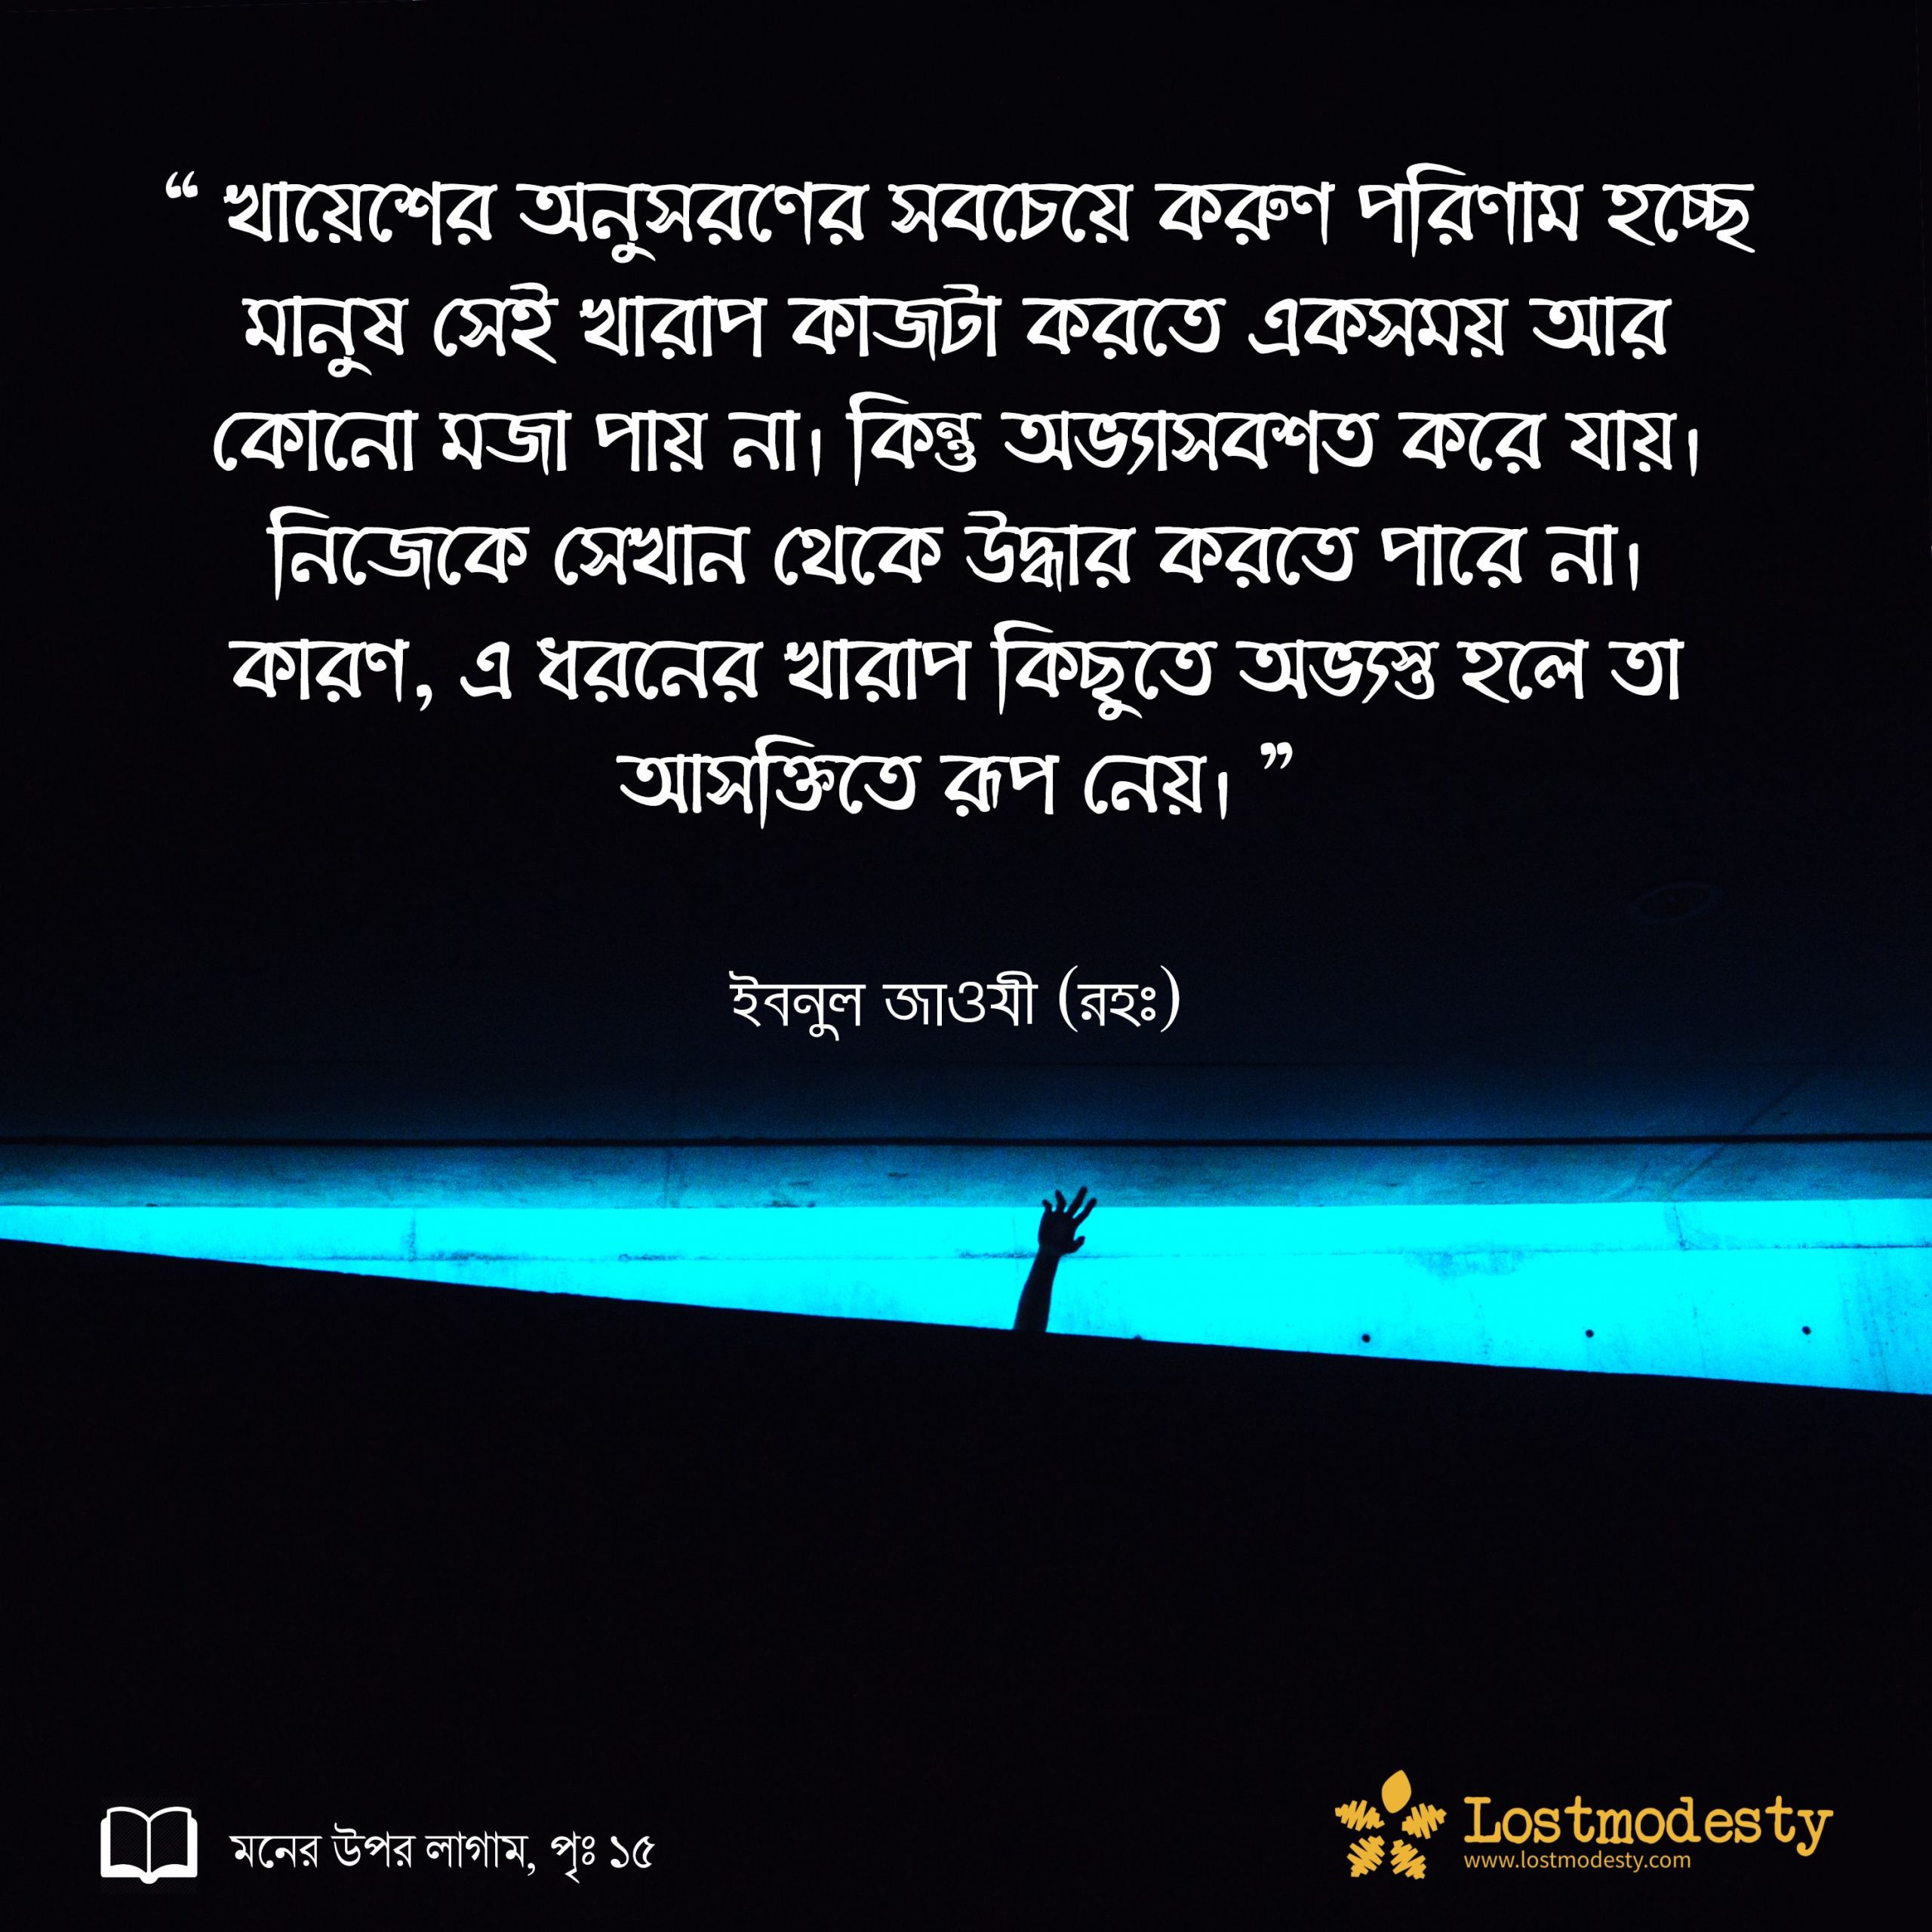 “ খায়েশের অনুসরণের সবচেয়ে করুণ পরিণাম হচ্ছে
মানুষ সেই খারাপ কাজটা করতে একসময় আর
কোনো মজা পায় না। কিন্তু অভ্যাসবশত করে যায়।
নিজেকে সেখান থেকে উদ্ধার করতে পারে না।
কারণ, এ ধরনের খারাপ কিছুতে অভ্যস্ত হলে তা
আসক্তিতে রূপ নেয়। ”
ইবনুল জাওযী (রহঃ)
মনের উপর লাগাম, পৃঃ ১৫
Lostmodesty
www.lostmodesty.com